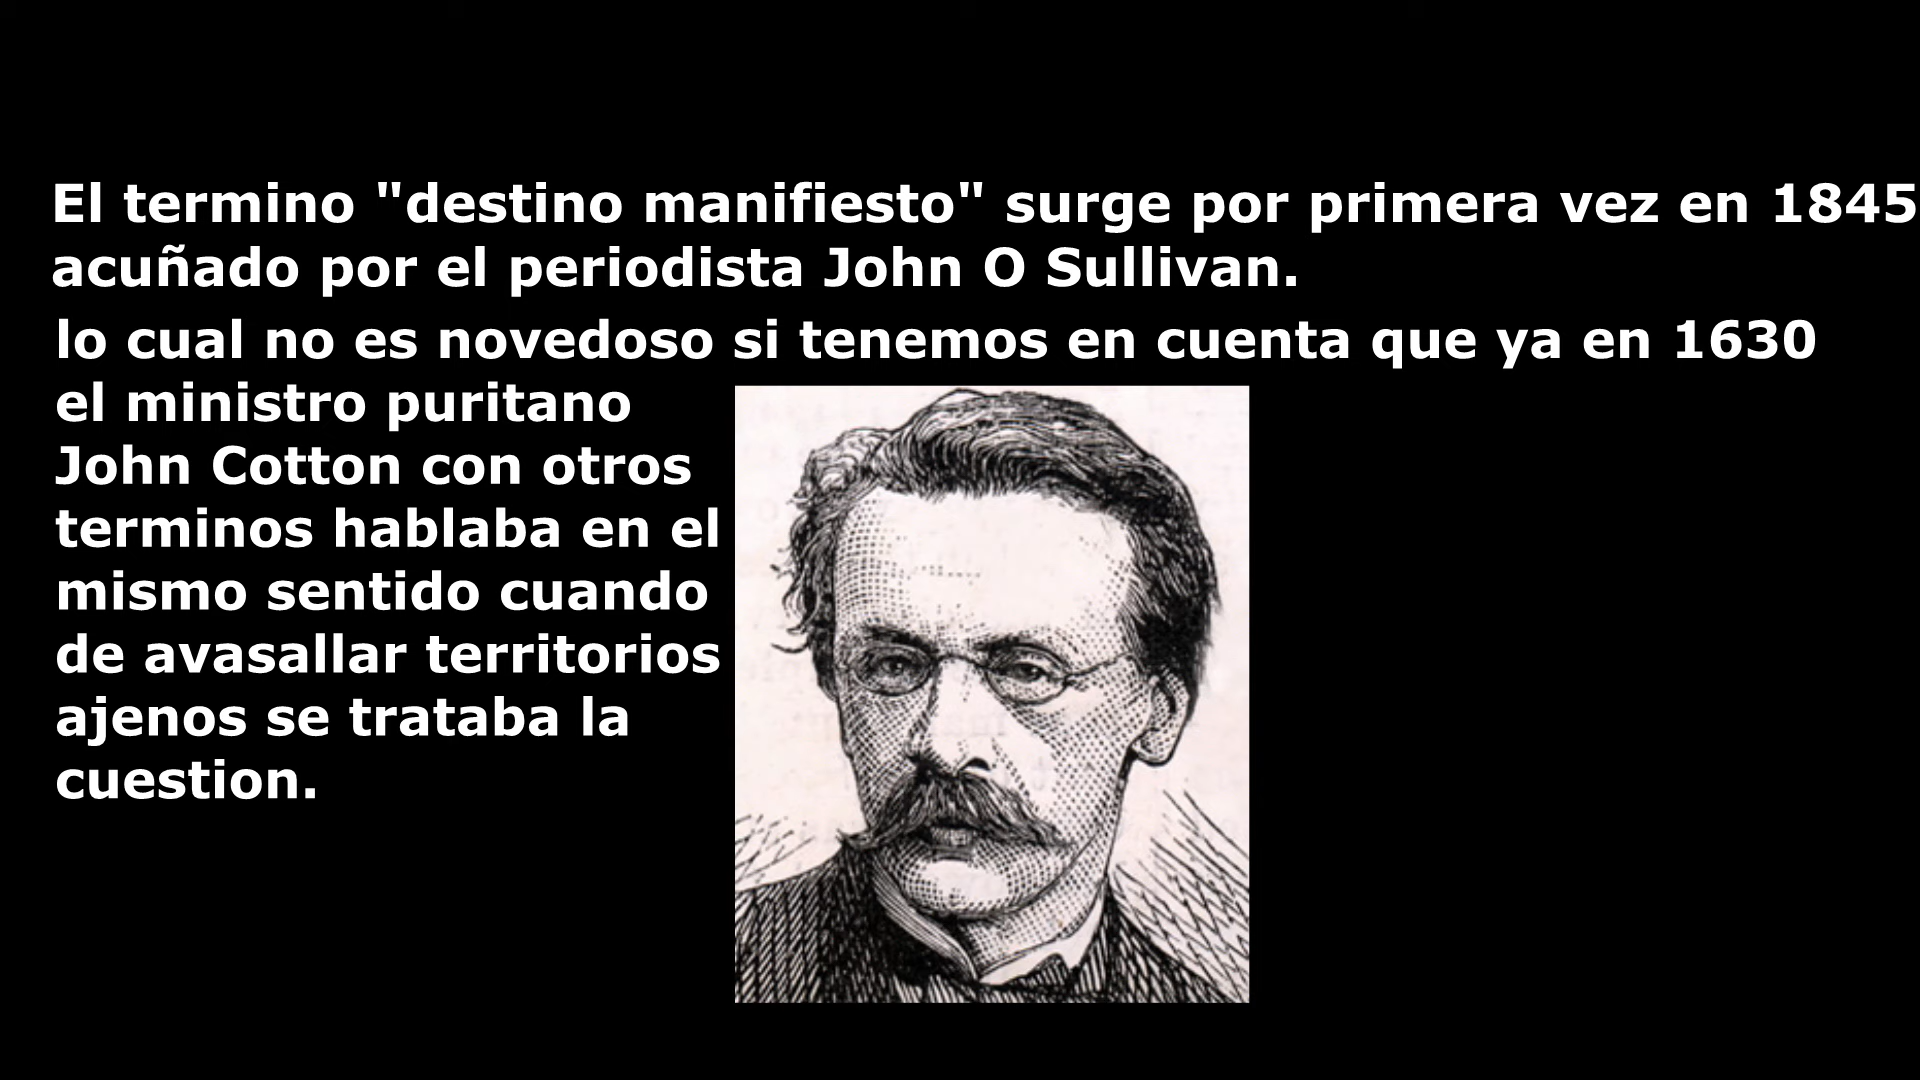 El termino "destino manifiesto" surge por primera vez en 1845
acuñado por el periodista John O Sullivan.
lo cual no es novedoso si tenemos en cuenta que ya en 1630
el ministro puritano
John Cotton con otros
terminos hablaba en el
mismo sentido cuando
de avasallar territorios
ajenos se trataba la
cuestion.